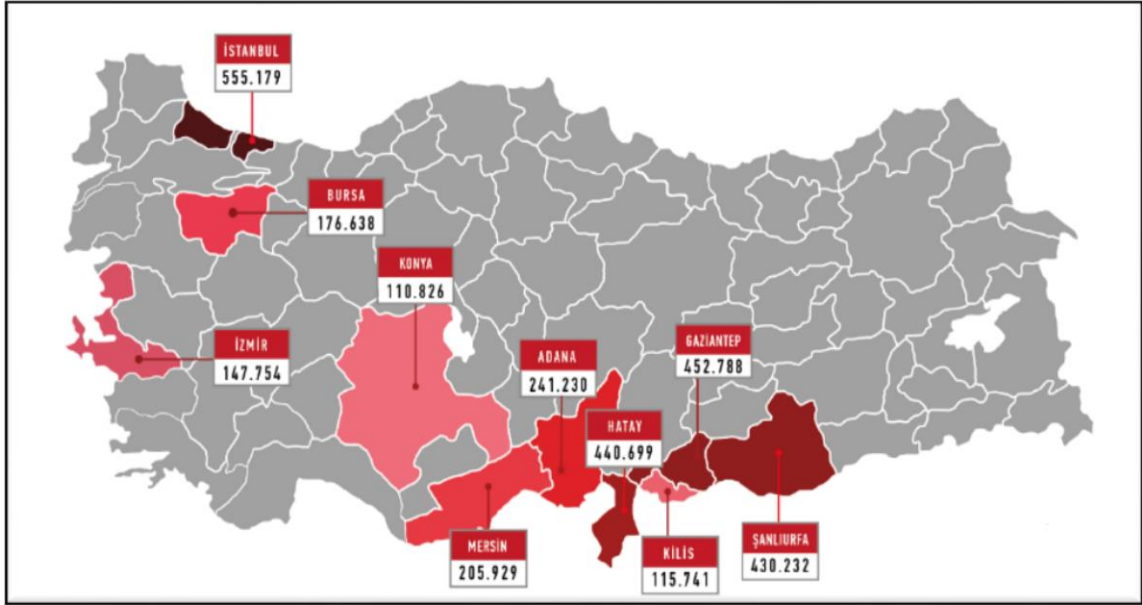 İSTANBUL
555.179
BURSA
176.638
KONYA
110.826
İZMİR
147.754
ADANA
241.230
GAZİANTEP
452.788
HATAY
440.699
MERSİN
205.929
KİLİS
115.741
ŞANLIURFA
430.232